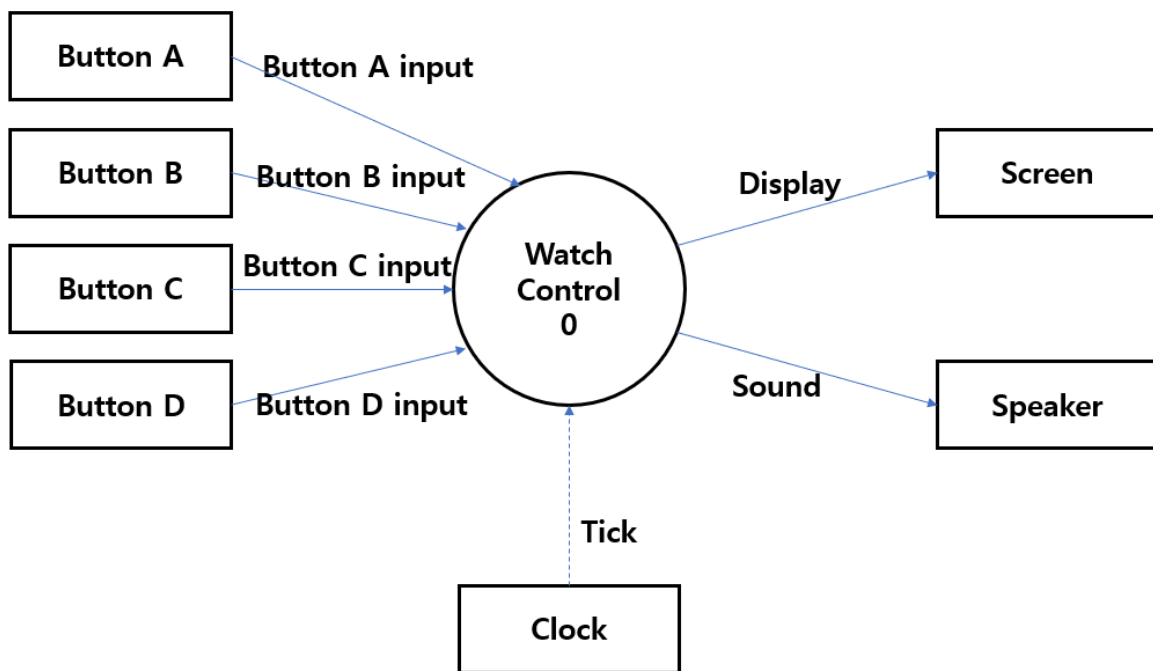 Button A
Button A input
Button B
Button B input
Button C
Button C input
Button D
Button D input
Watch
Control
0
Display
Screen
Sound
Speaker
Tick
Clock